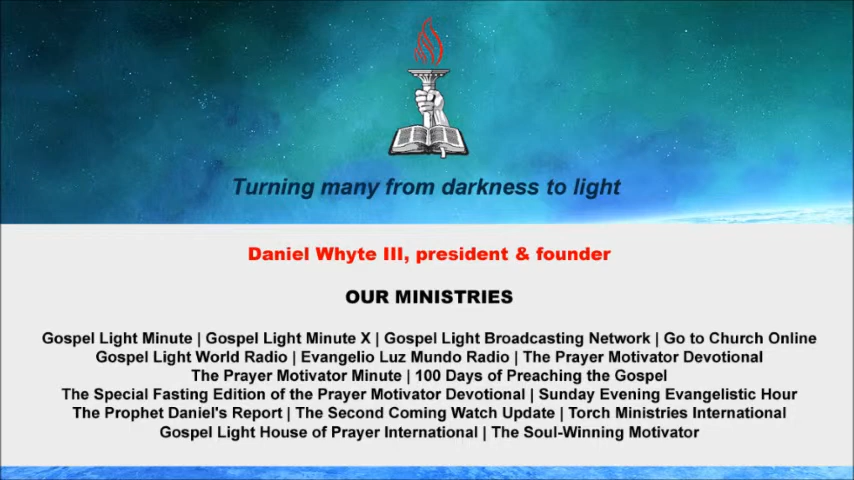 Turning many from darkness to light
Daniel Whyte III, president & founder
OUR MINISTRIES
Gospel Light Minute | Gospel Light Minute X | Gospel Light Broadcasting Network | Go to Church Online
Gospel Light World Radio | Evangelio Luz Mundo Radio | The Prayer Motivator Devotional
The Prayer Motivator Minute | 100 Days of Preaching the Gospel
The Special Fasting Edition of the Prayer Motivator Devotional | Sunday Evening Evangelistic Hour
The Prophet Daniel's Report | The Second Coming Watch Update | Torch Ministries International
Gospel Light House of Prayer International | The Soul-Winning Motivator